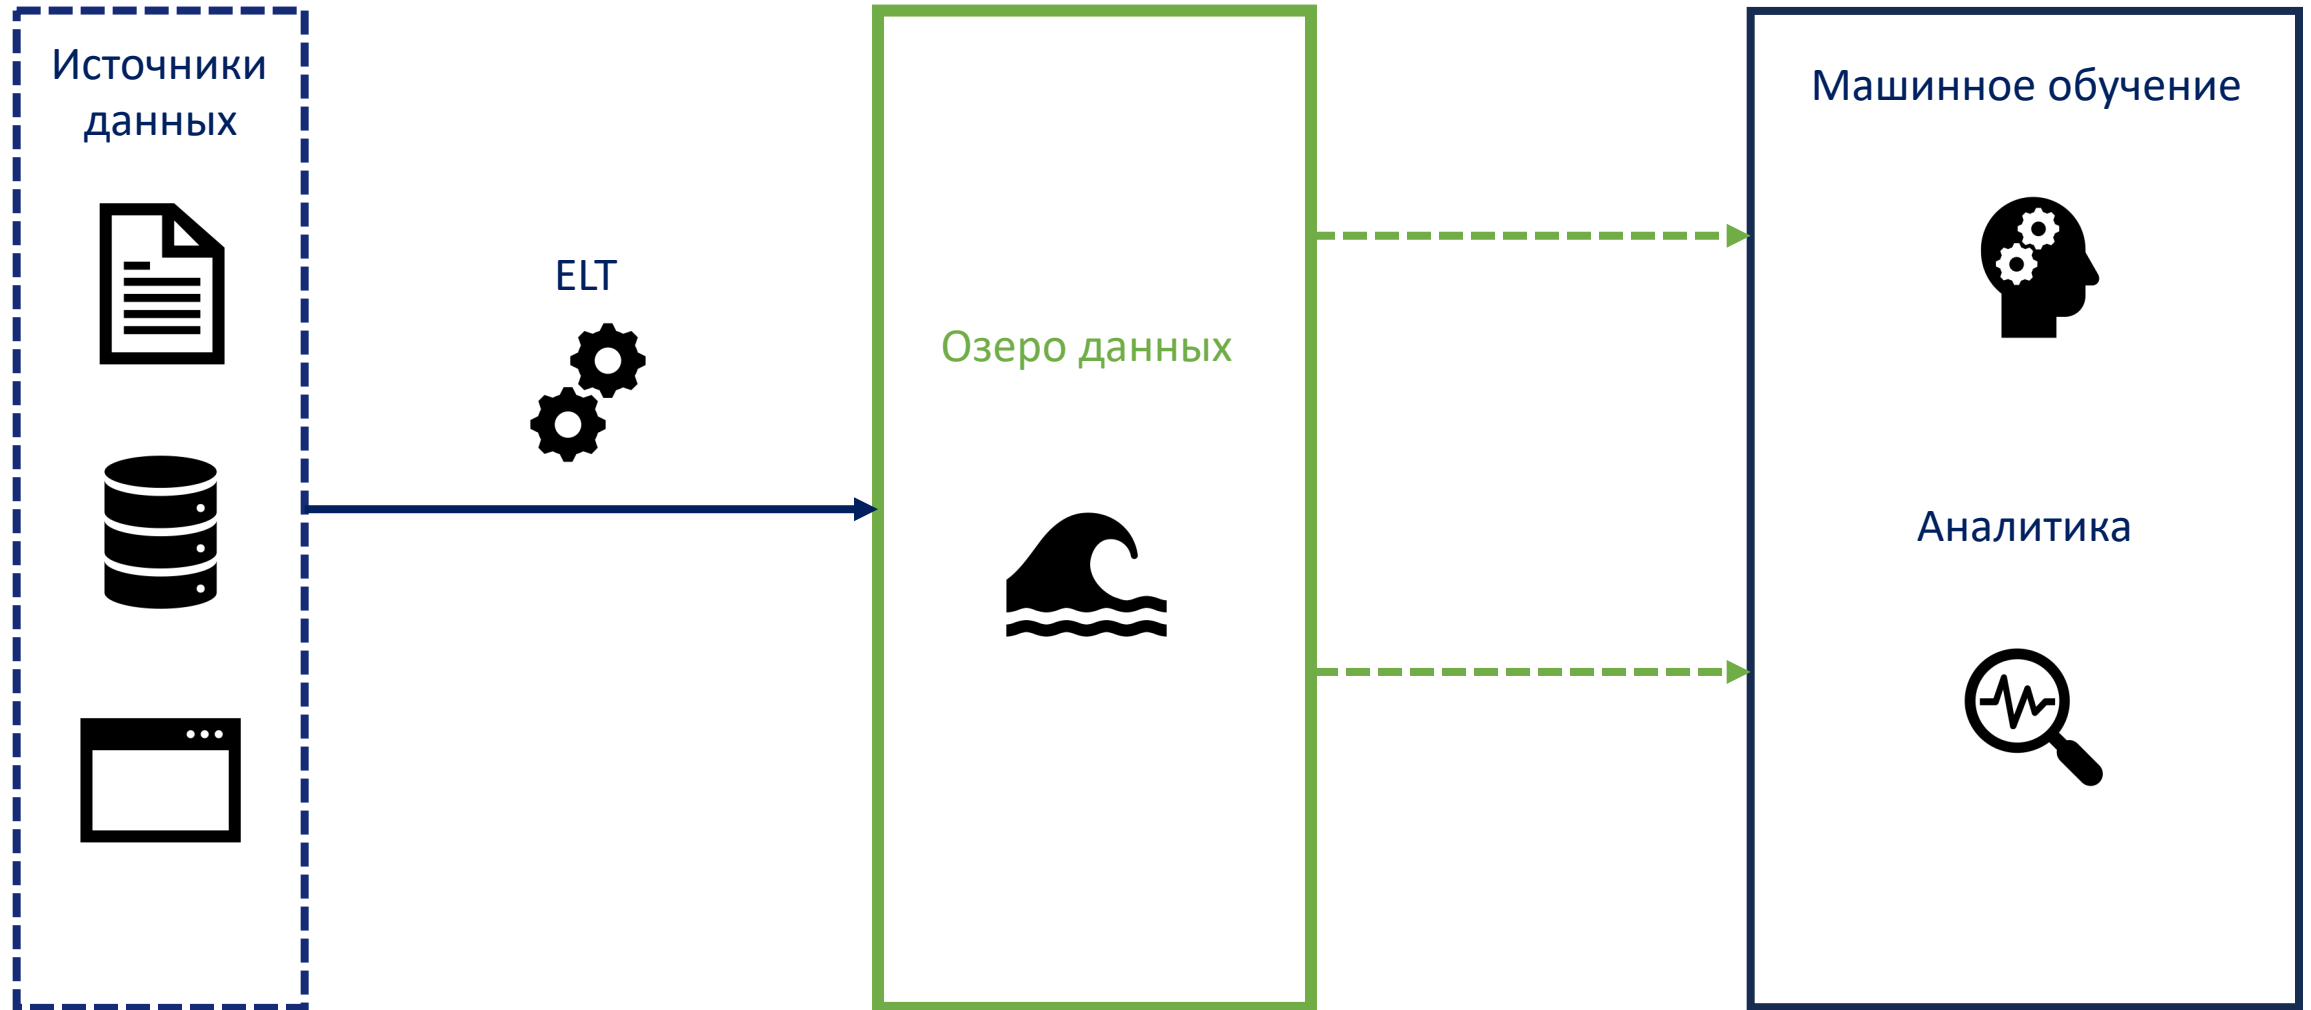 Источники
данных
ELT
Озеро данных
Машинное обучение
Аналитика